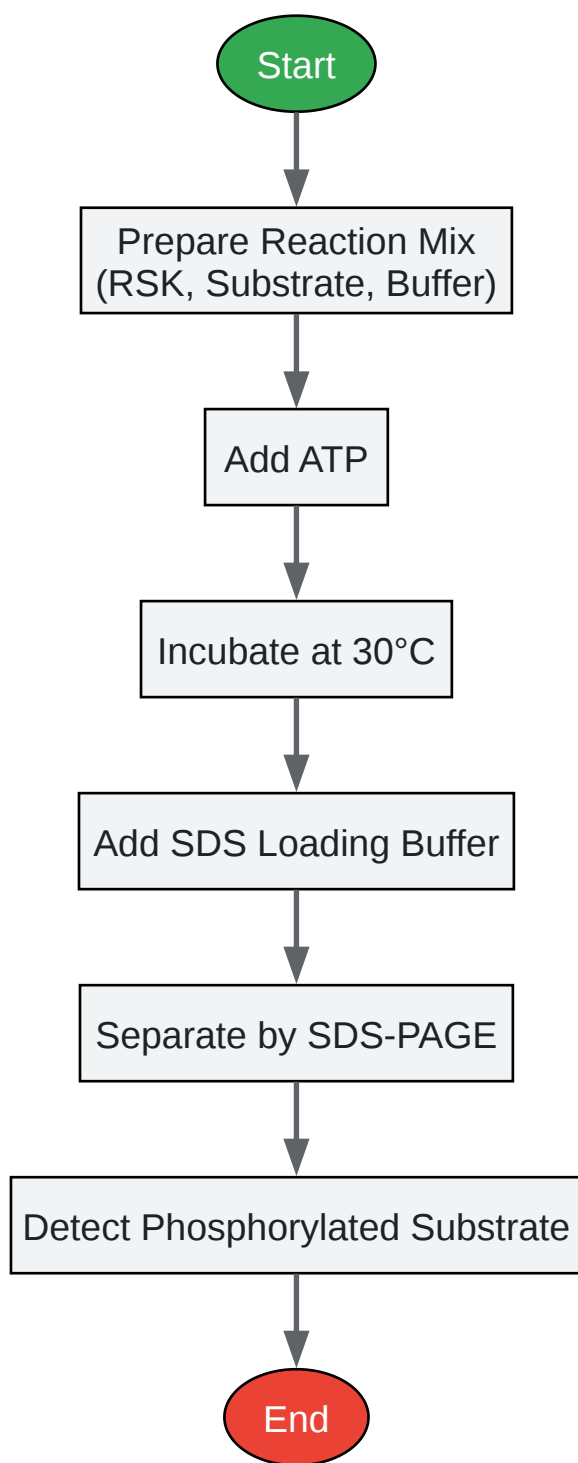 Start
Prepare Reaction Mix
(RSK, Substrate, Buffer)
Add ATP
Incubate at 30°C
Add SDS Loading Buffer
Separate by SDS-PAGE
Detect Phosphorylated Substrate
End